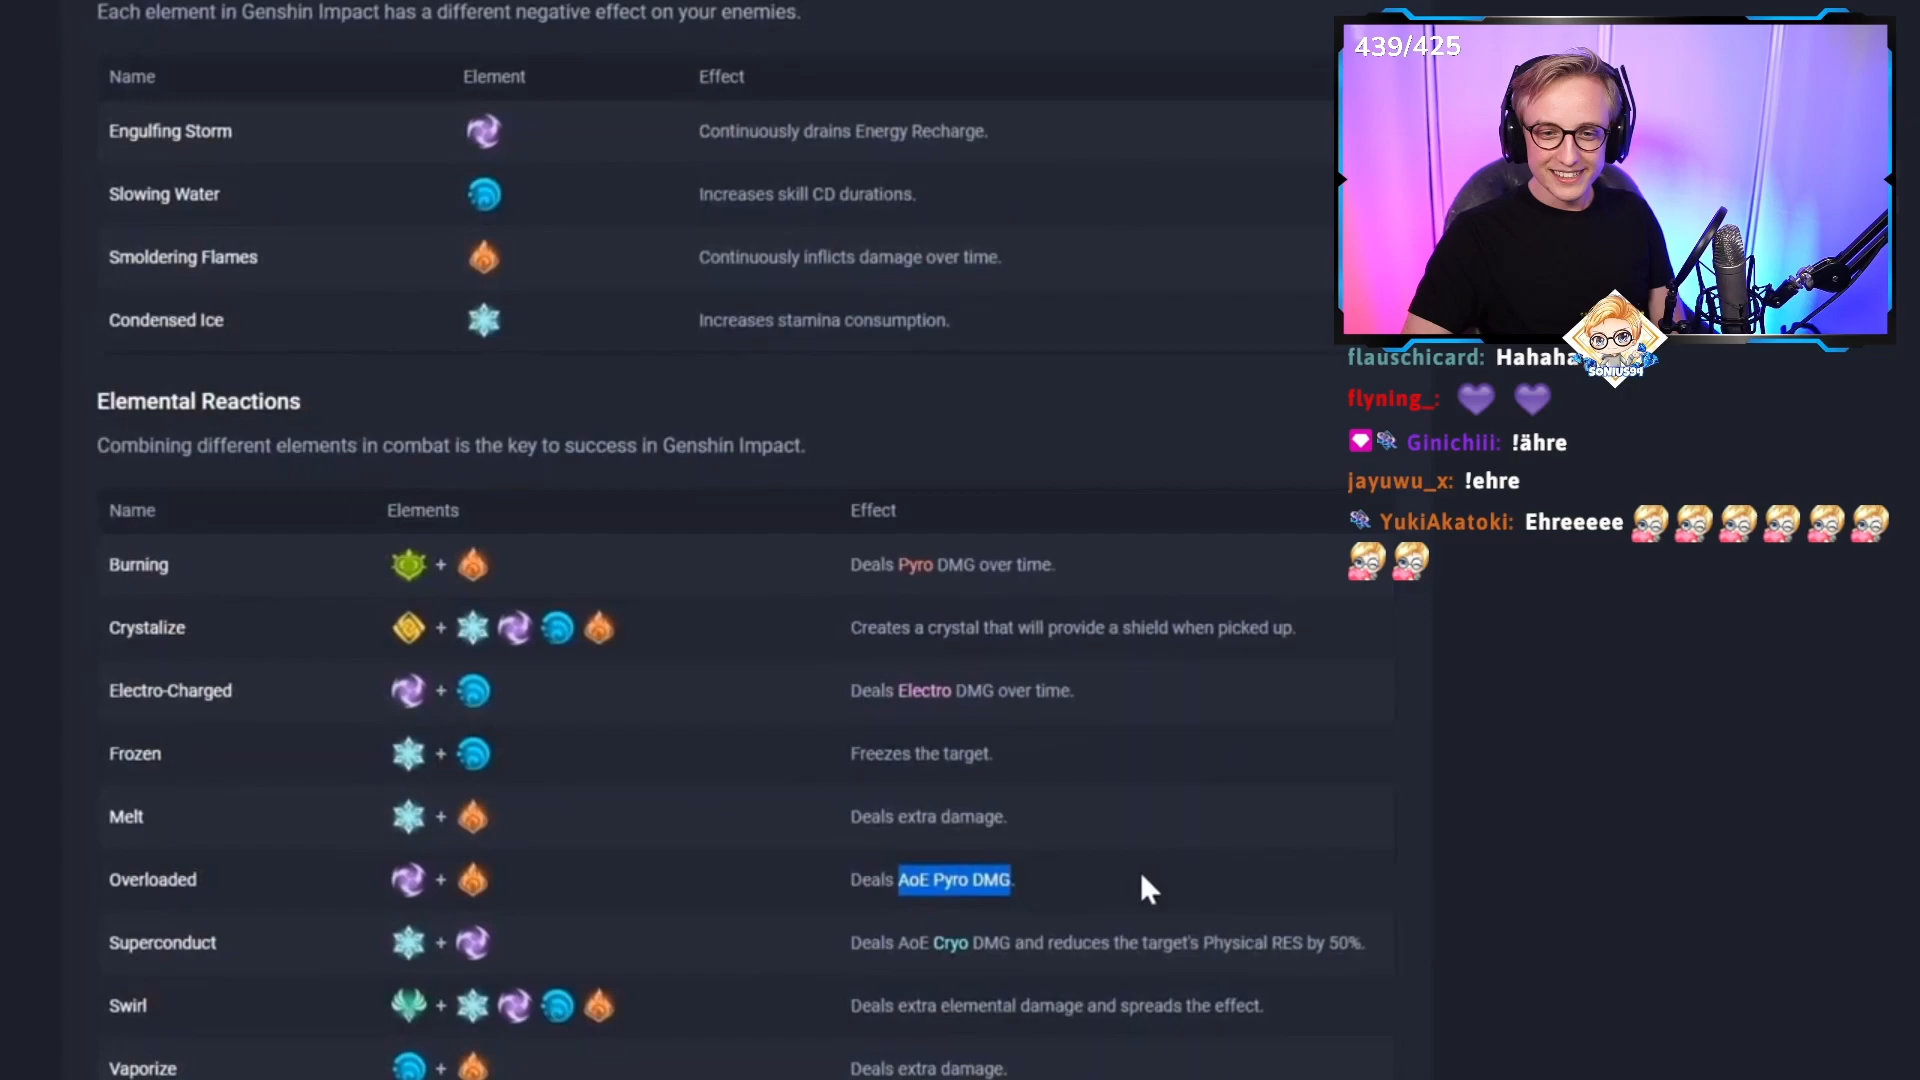 Each element in Genshin Impact has a different negative effect on your enemies.
Name Element Effect
Engulfing Storm Continuously drains Energy Recharge.
Slowing Water Increases skill CD durations.
Smoldering Flames Continuously inflicts damage over time.
Condensed Ice Increases stamina consumption.
Elemental Reactions
Combining different elements in combat is the key to success in Genshin Impact.
Name Elements Effect
Burning + Deals Pyro DMG over time.
Crystalize + Creates a crystal that will provide a shield when picked up.
Electro-Charged + Deals Electro DMG over time.
Frozen + Freezes the target.
Melt + Deals extra damage.
Overloaded + Deals AoE Pyro DMG.
Superconduct + Deals AoE Cryo DMG and reduces the target's Physical RES by 50%.
Swirl + Deals extra elemental damage and spreads the effect.
Vaporize + Deals extra damage.
439/425
SONIUS94
flauschicard: Hahaha
flyning_:
Ginichiii: !ähre
jayuwu_x: !ehre
YukiAkatoki: Ehreeeee